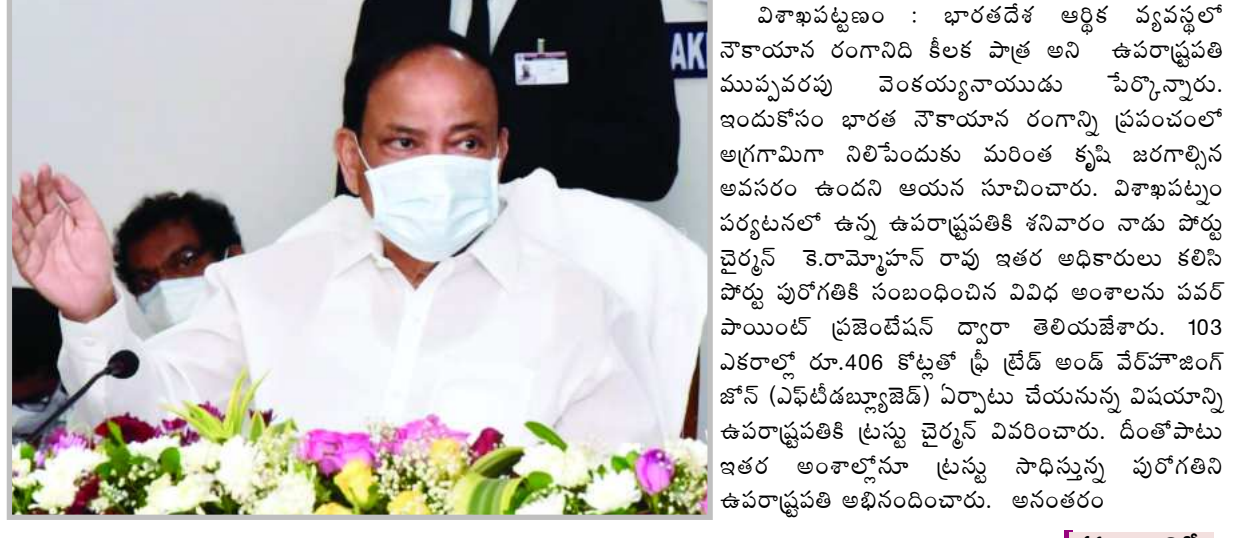 AK
విశాఖపట్టణం : భారతదేశ ఆర్థిక వ్యవస్థలో
నౌకాయాన రంగానిది కీలక పాత్ర అని ఉపరాష్ట్రపతి
ముప్పవరపు వెంకయ్యనాయుడు పేర్కొన్నారు.
ఇందుకోసం భారత నౌకాయాన రంగాన్ని ప్రపంచంలో
అగ్రగామిగా నిలిపేందుకు మరింత కృషి జరగాల్సిన
అవసరం ఉందని ఆయన సూచించారు. విశాఖపట్నం
పర్యటనలో ఉన్న ఉపరాష్ట్రపతికి శనివారం నాడు పోర్టు
చైర్మన్ కె.రామ్మోహన్ రావు ఇతర అధికారులు కలిసి
పోర్టు పురోగతికి సంబంధించిన వివిధ అంశాలను పవర్
పాయింట్ ప్రజెంటేషన్ ద్వారా తెలియజేశారు. 103
ఎకరాల్లో రూ.406 కోట్లతో ఫ్రీ ట్రేడ్ అండ్ వేర్‌హౌజింగ్
జోన్ (ఎఫ్‌టీడబ్ల్యూజెడ్) ఏర్పాటు చేయనున్న విషయాన్ని
ఉపరాష్ట్రపతికి ట్రస్టు చైర్మన్ వివరించారు. దీంతోపాటు
ఇతర అంశాల్లోనూ ట్రస్టు సాధిస్తున్న పురోగతిని
ఉపరాష్ట్రపతి అభినందించారు. అనంతరం